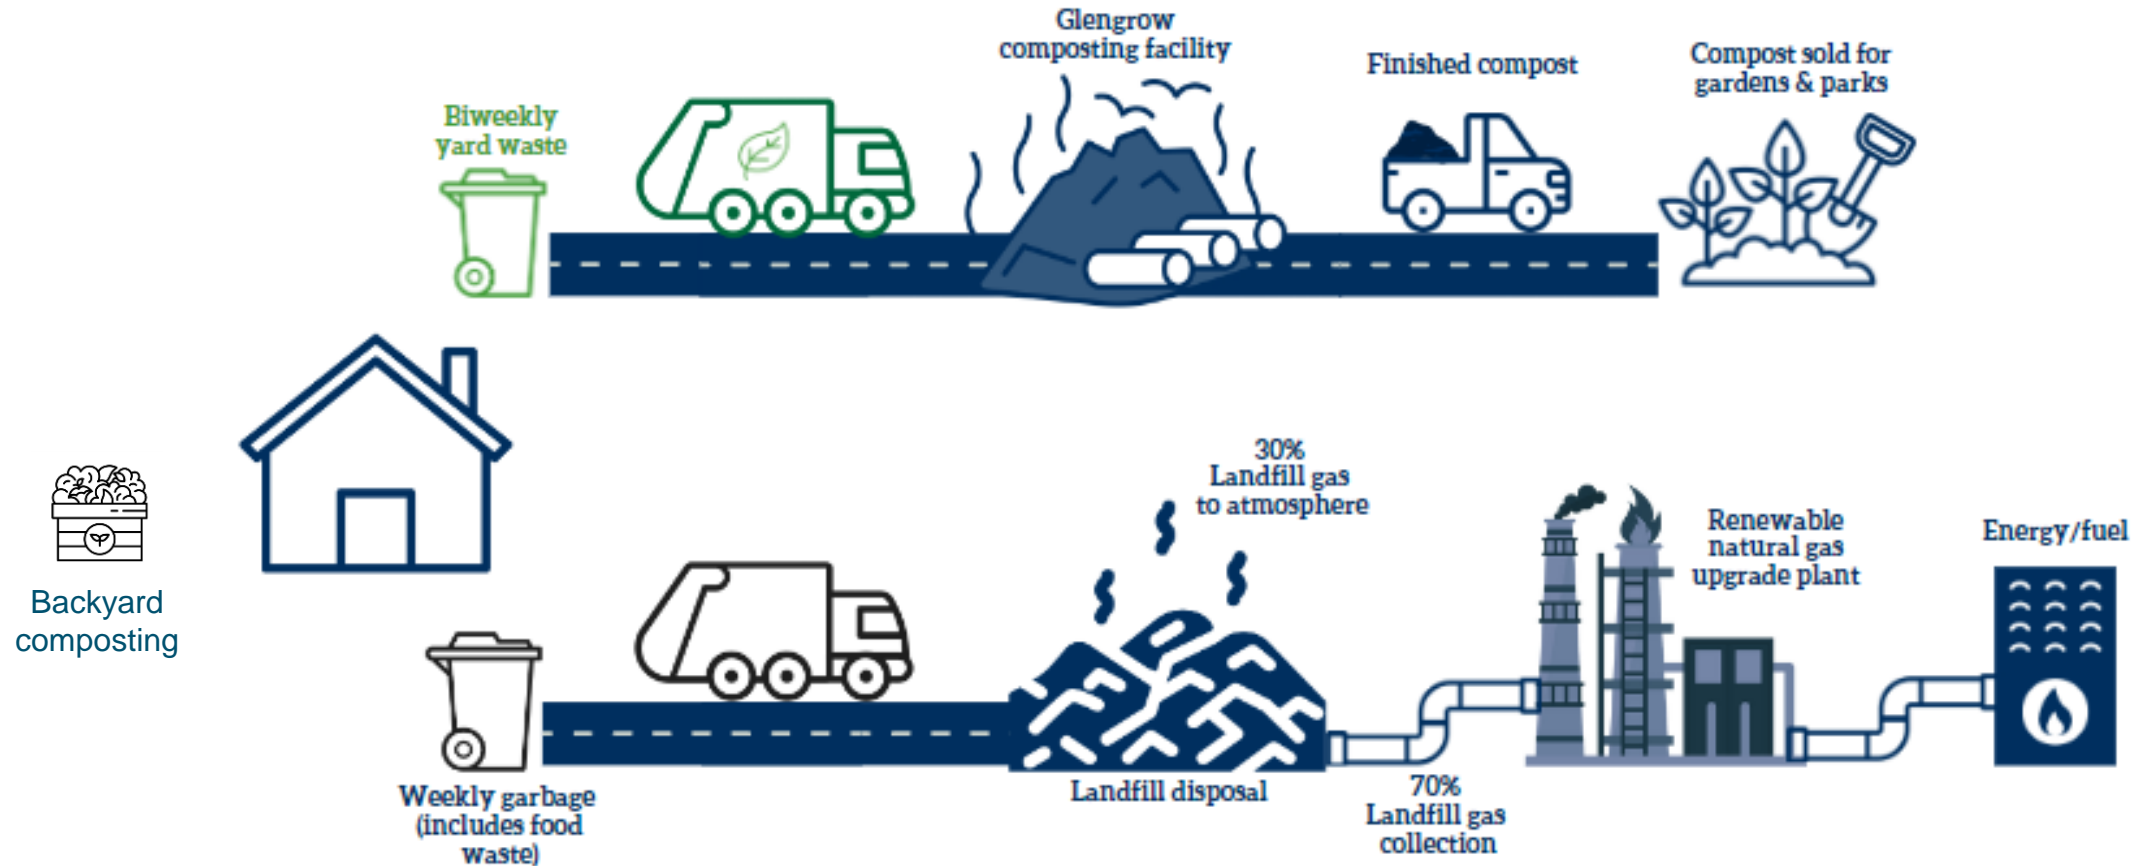 Glengrow
composting facility
Finished compost
Compost sold for
gardens & parks
Biweekly
yard waste
Backyard
composting
30%
Landfill gas
to atmosphere
Renewable
natural gas
upgrade plant
Energy/fuel
Weekly garbage
(includes food
waste)
Landfill disposal
70%
Landfill gas
collection